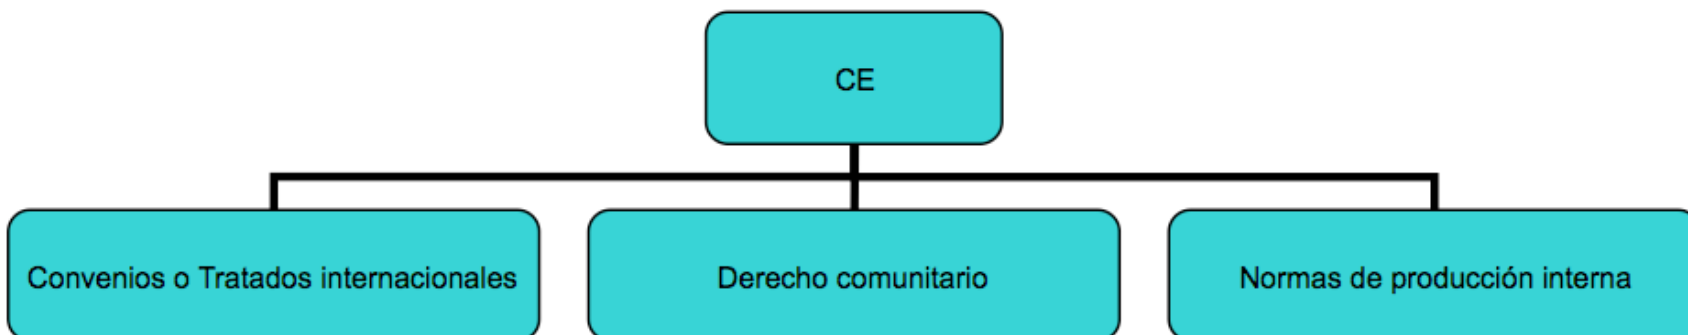 CE
Convenios o Tratados internacionales
Derecho comunitario
Normas de producción interna